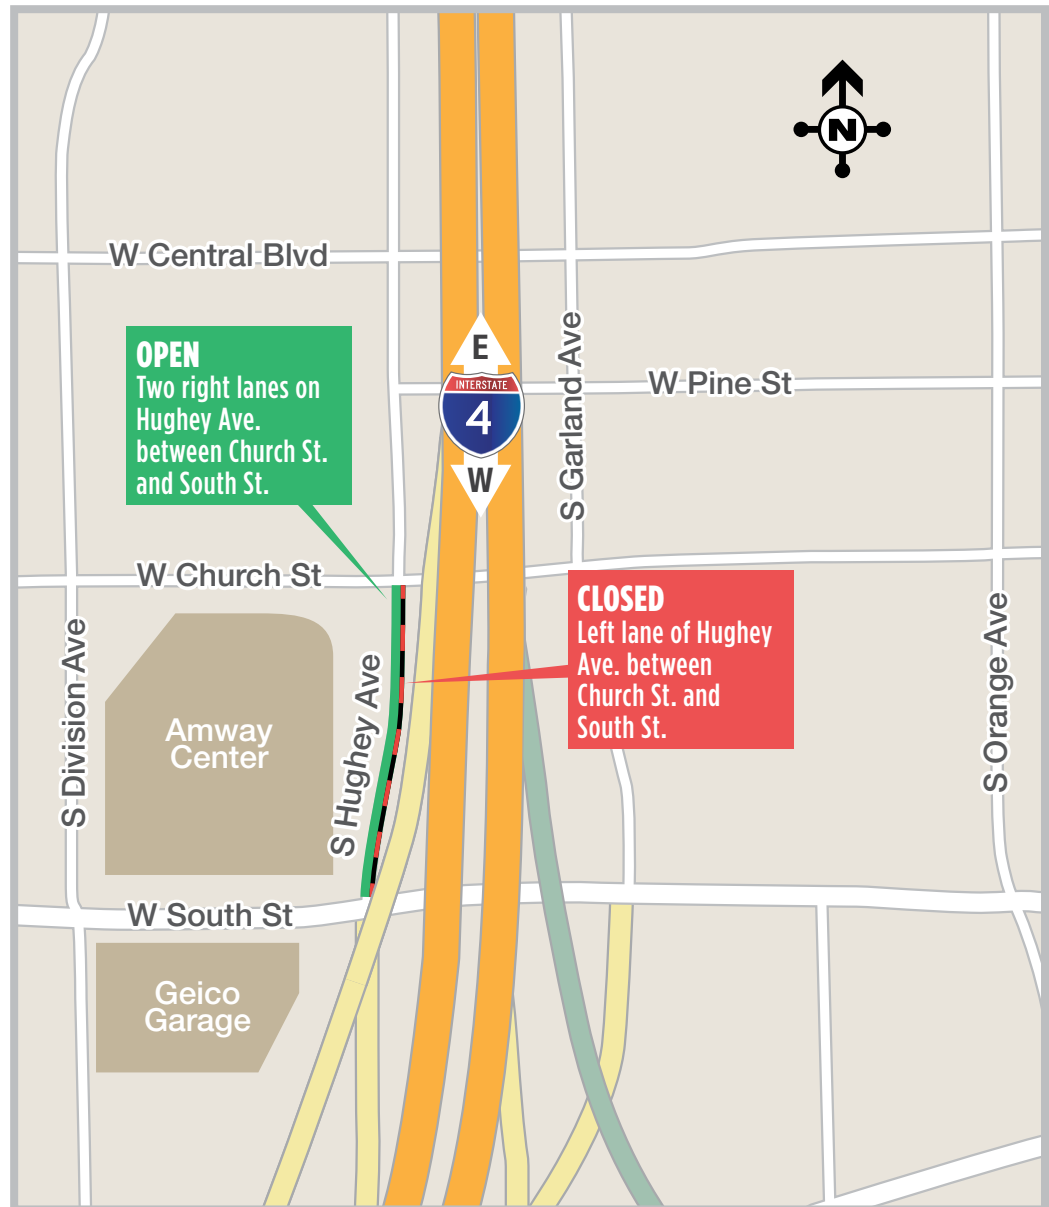 N
W Central Blvd
OPEN
Two right lanes on
Hughey Ave.
between Church St.
and South St.
E
INTERSTATE
4
W
S Garland Ave
W Pine St
W Church St
CLOSED
Left lane of Hughey
Ave. between
Church St. and
South St.
S Division Ave
Amway
Center
S Hughey Ave
S Orange Ave
W South St
Geico
Garage